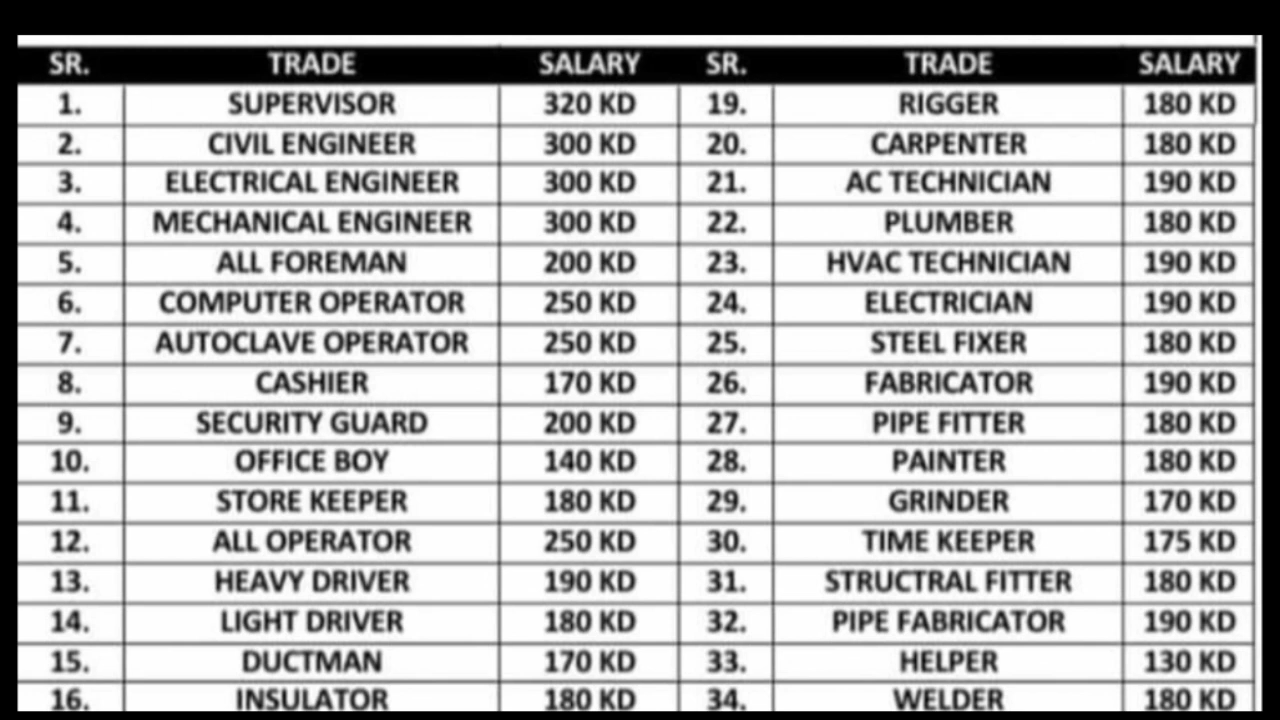 SR. TRADE SALARY SR. TRADE SALARY
1. SUPERVISOR 320 KD 19. RIGGER 180 KD
2. CIVIL ENGINEER 300 KD 20. CARPENTER 180 KD
3. ELECTRICAL ENGINEER 300 KD 21. AC TECHNICIAN 190 KD
4. MECHANICAL ENGINEER 300 KD 22. PLUMBER 180 KD
5. ALL FOREMAN 200 KD 23. HVAC TECHNICIAN 190 KD
6. COMPUTER OPERATOR 250 KD 24. ELECTRICIAN 190 KD
7. AUTOCLAVE OPERATOR 250 KD 25. STEEL FIXER 180 KD
8. CASHIER 170 KD 26. FABRICATOR 190 KD
9. SECURITY GUARD 200 KD 27. PIPE FITTER 180 KD
10. OFFICE BOY 140 KD 28. PAINTER 180 KD
11. STORE KEEPER 180 KD 29. GRINDER 170 KD
12. ALL OPERATOR 250 KD 30. TIME KEEPER 175 KD
13. HEAVY DRIVER 190 KD 31. STRUCTRAL FITTER 180 KD
14. LIGHT DRIVER 180 KD 32. PIPE FABRICATOR 190 KD
15. DUCTMAN 170 KD 33. HELPER 130 KD
16. INSULATOR 180 KD 34. WELDER 180 KD